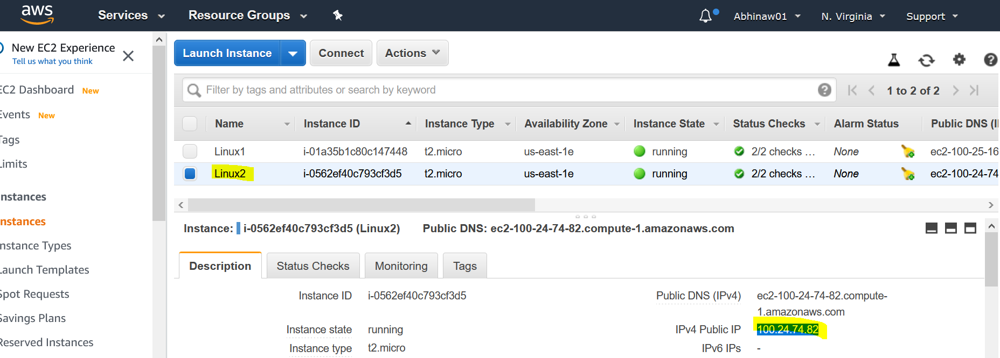 aws Services Resource Groups Abhinaw01 N. Virginia Support
New EC2 Experience
Tell us what you think
EC2 Dashboard New
Events New
Tags
Limits
Instances
Instances
Instance Types
Launch Templates
Spot Requests
Savings Plans
Reserved Instances
Launch Instance Connect Actions
Filter by tags and attributes or search by keyword 1 to 2 of 2
Name Instance ID Instance Type Availability Zone Instance State Status Checks Alarm Status Public DNS (I
Linux1 i-01a35b1c80c147448 t2.micro us-east-1e running 2/2 checks ... None ec2-100-25-16
Linux2 i-0562ef40c793cf3d5 t2.micro us-east-1e running 2/2 checks ... None ec2-100-24-74
Instance: i-0562ef40c793cf3d5 (Linux2) Public DNS: ec2-100-24-74-82.compute-1.amazonaws.com
Description Status Checks Monitoring Tags
Instance ID i-0562ef40c793cf3d5 Public DNS (IPv4) ec2-100-24-74-82.compute-
1.amazonaws.com
Instance state running IPv4 Public IP 100.24.74.82
Instance type t2.micro IPv6 IPs -